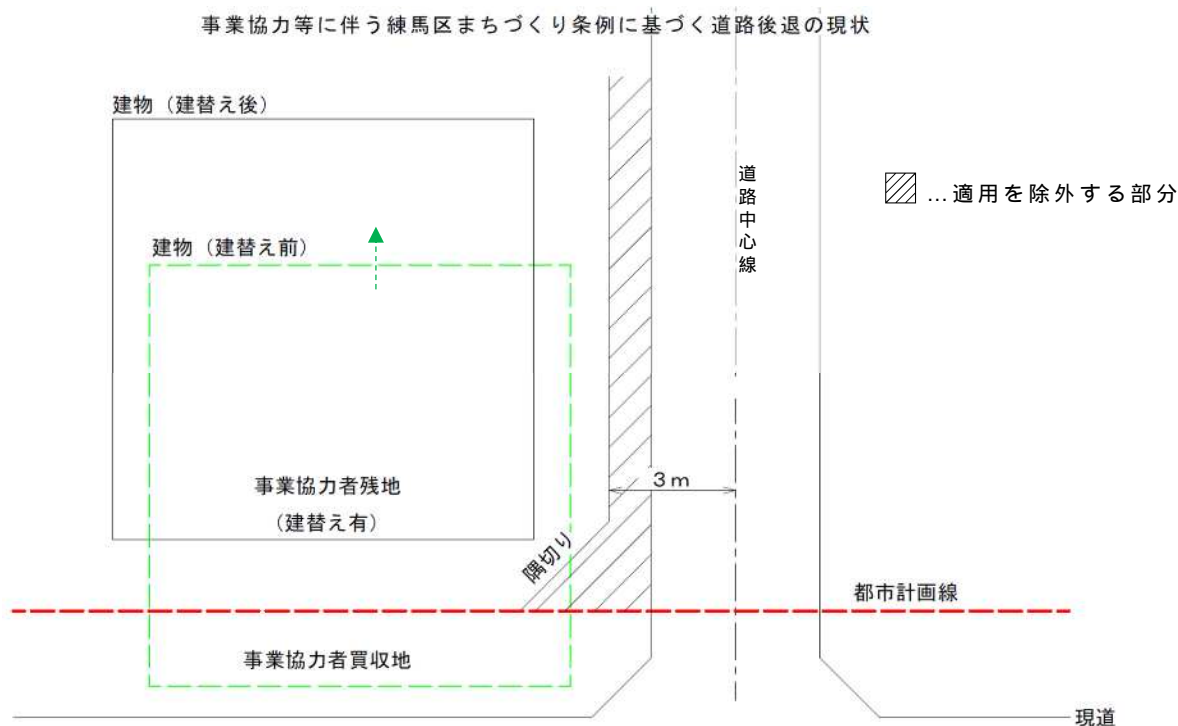 事業協力等に伴う練馬区まちづくり条例に基づく道路後退の現状
建物（建替え後）
道路中心線
…適用を除外する部分
建物（建替え前）
３ｍ
事業協力者残地
（建替え有）
隅切り
都市計画線
事業協力者買収地
現道